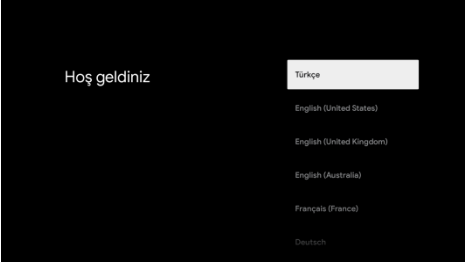 Hoş geldiniz
Türkçe
English (United States)
English (United Kingdom)
English (Australia)
Français (France)
Deutsch